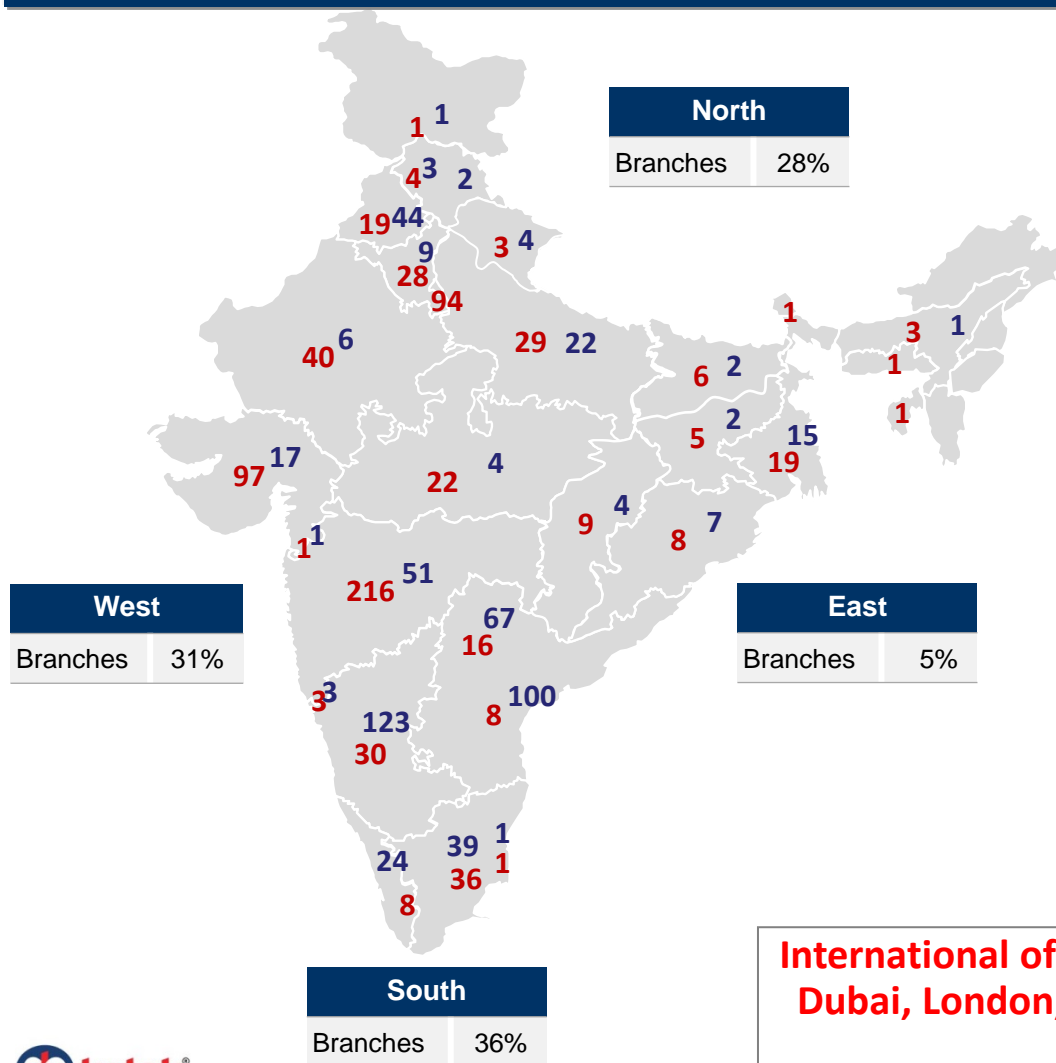 North
Branches 28%
1 1
4 3 2
19 44
3 4
9
28
94
1
3 1
1
1
40 6
29 22
6 2
5 2
15
19
97 17
22 4
9 4
8 7
1 1
216 51
West
Branches 31%
East
Branches 5%
67
16
3 3
8 100
123
30
39 1
24 36 1
8
South
Branches 36%
International of
Dubai, London,